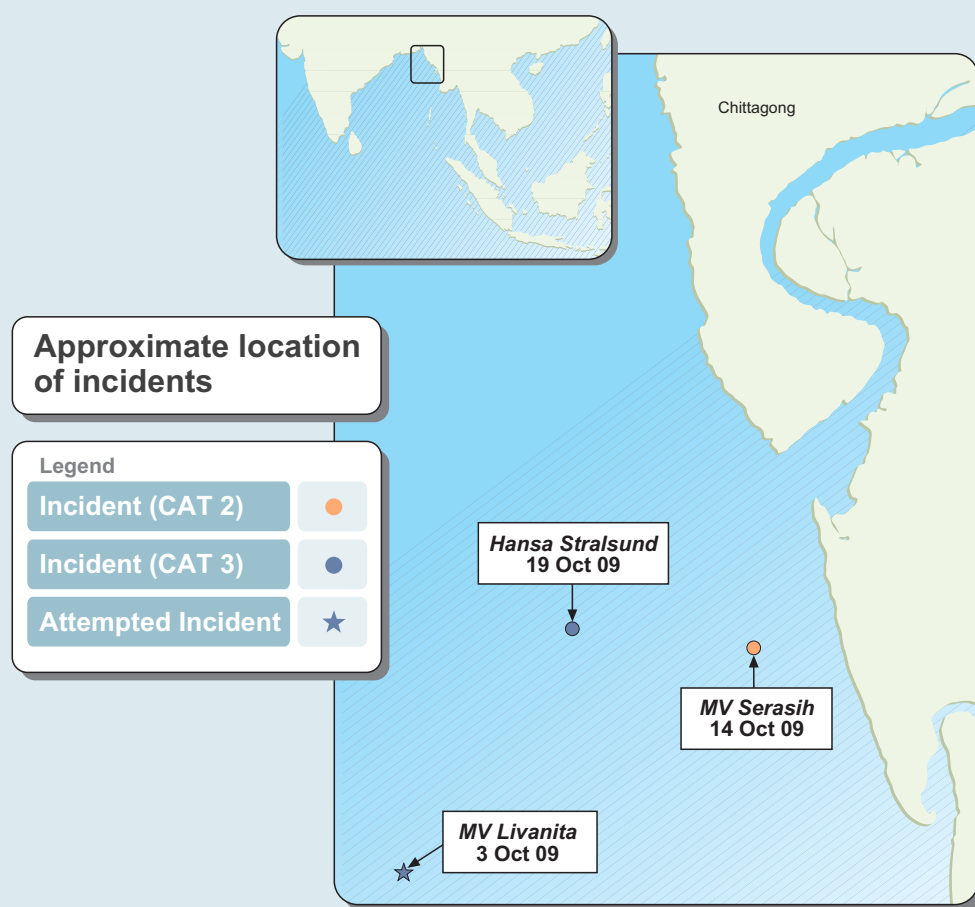 Chittagong
Approximate location
of incidents
Legend
Incident (CAT 2)
Incident (CAT 3)
Attempted Incident
Hansa Stralsund
19 Oct 09
MV Serasih
14 Oct 09
MV Livanita
3 Oct 09